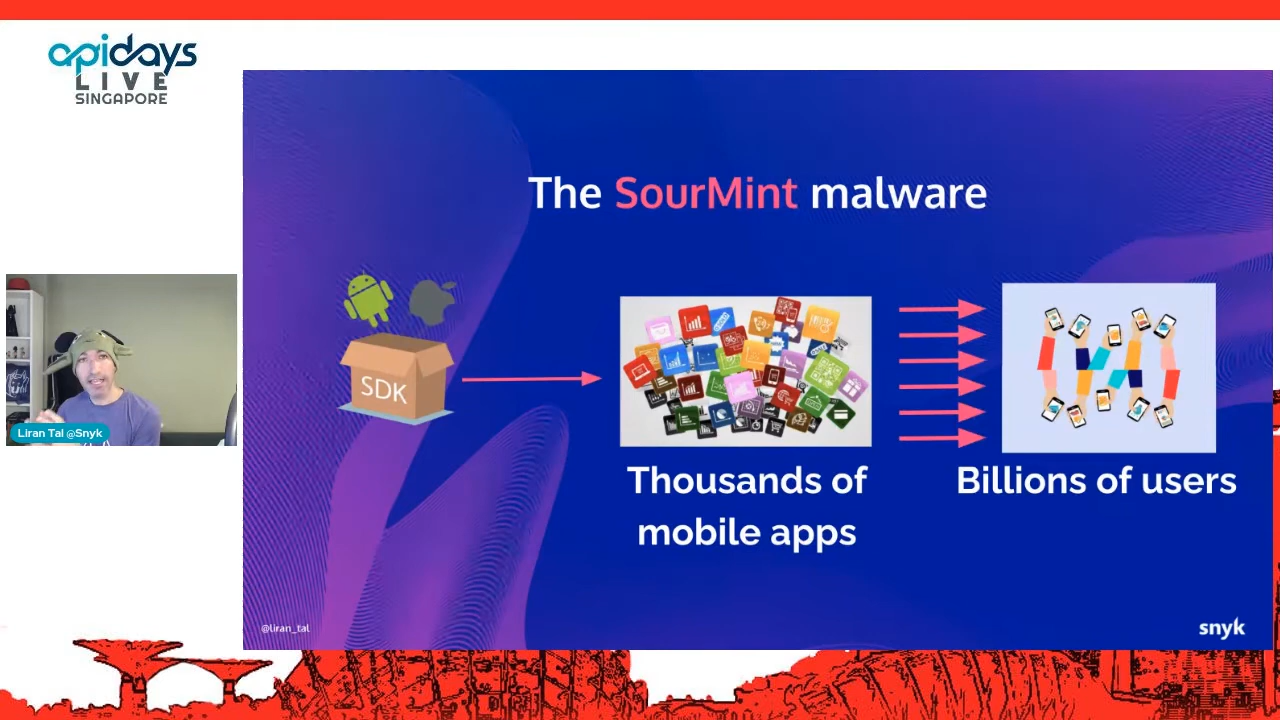 apidays
LIVE
SINGAPORE
The SourMint malware
SDK
Thousands of
mobile apps
Billions of users
Liran Tal @Snyk
@liran_tal
snyk